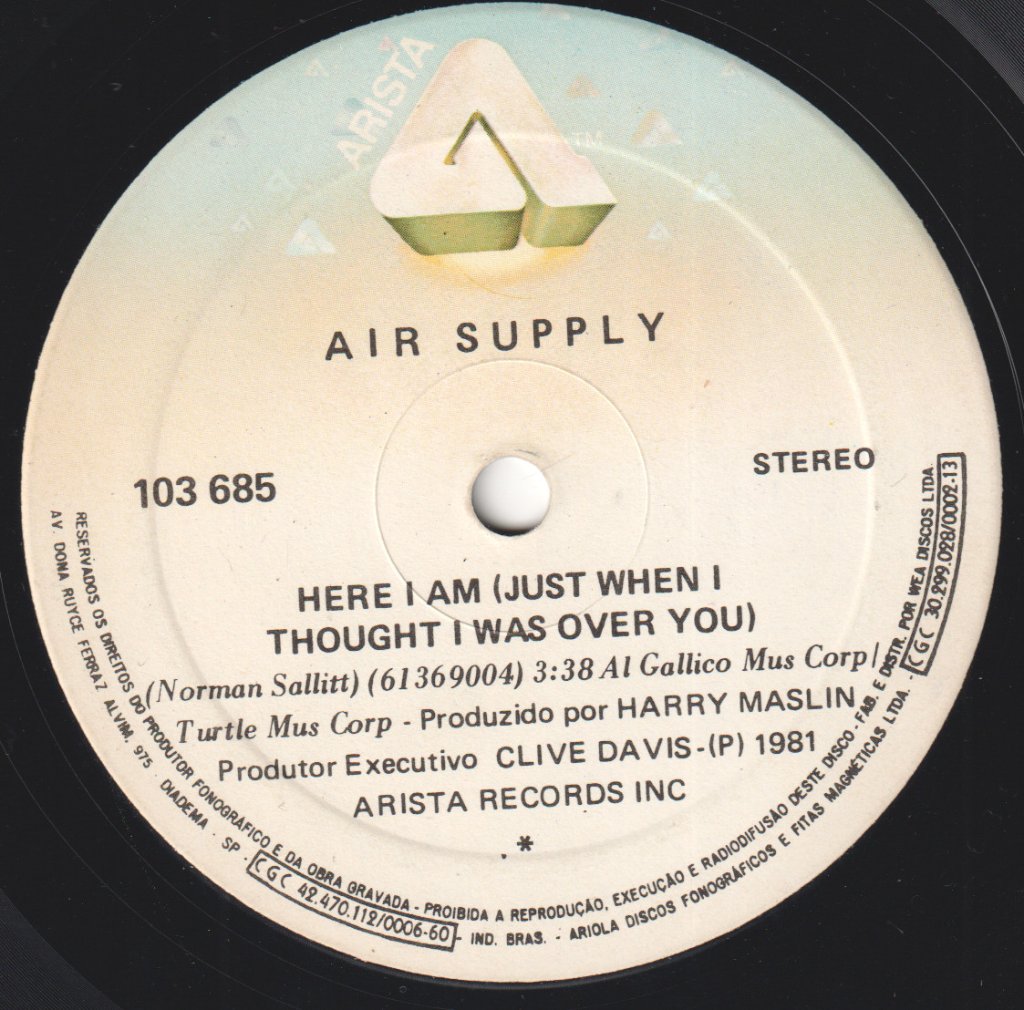 ARISTA
TM
AIR SUPPLY
103 685
STEREO
HERE I AM (JUST WHEN I
THOUGHT I WAS OVER YOU)
(Norman Sallitt) (61369004) 3:38 Al Gallico Mus Corp/
Turtle Mus Corp - Produzido por HARRY MASLIN
Produtor Executivo CLIVE DAVIS - (P) 1981
ARISTA RECORDS INC
*
RESERVADOS OS DIREITOS DO PRODUTOR FONOGRÁFICO E DA OBRA GRAVADA - PROIBIDA A REPRODUÇÃO, EXECUÇÃO E RADIODIFUSÃO DESTE DISCO - FAB. E DISTR. POR WEA DISCOS LTDA.
AV. DONA RUYCE FERRAZ ALVIM, 975 - DIADEMA - SP - CGC 42.470.112/0006-60 - IND. BRAS. - ARIOLA DISCOS FONOGRÁFICOS E FITAS MAGNÉTICAS LTDA. - CGC 30.299.028/0002-13